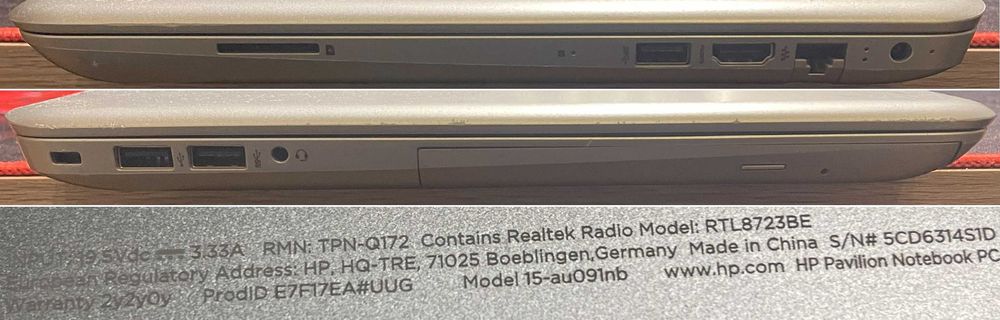 INPUT: 19.5Vdc 3.33A RMN: TPN-Q172 Contains Realtek Radio Model: RTL8723BE
European Regulatory Address: HP, HQ-TRE, 71025 Boeblingen,Germany Made in China S/N# 5CD6314S1D
Warranty 2y2y0y ProdID E7F17EA#UUG Model 15-au091nb www.hp.com HP Pavilion Notebook PC